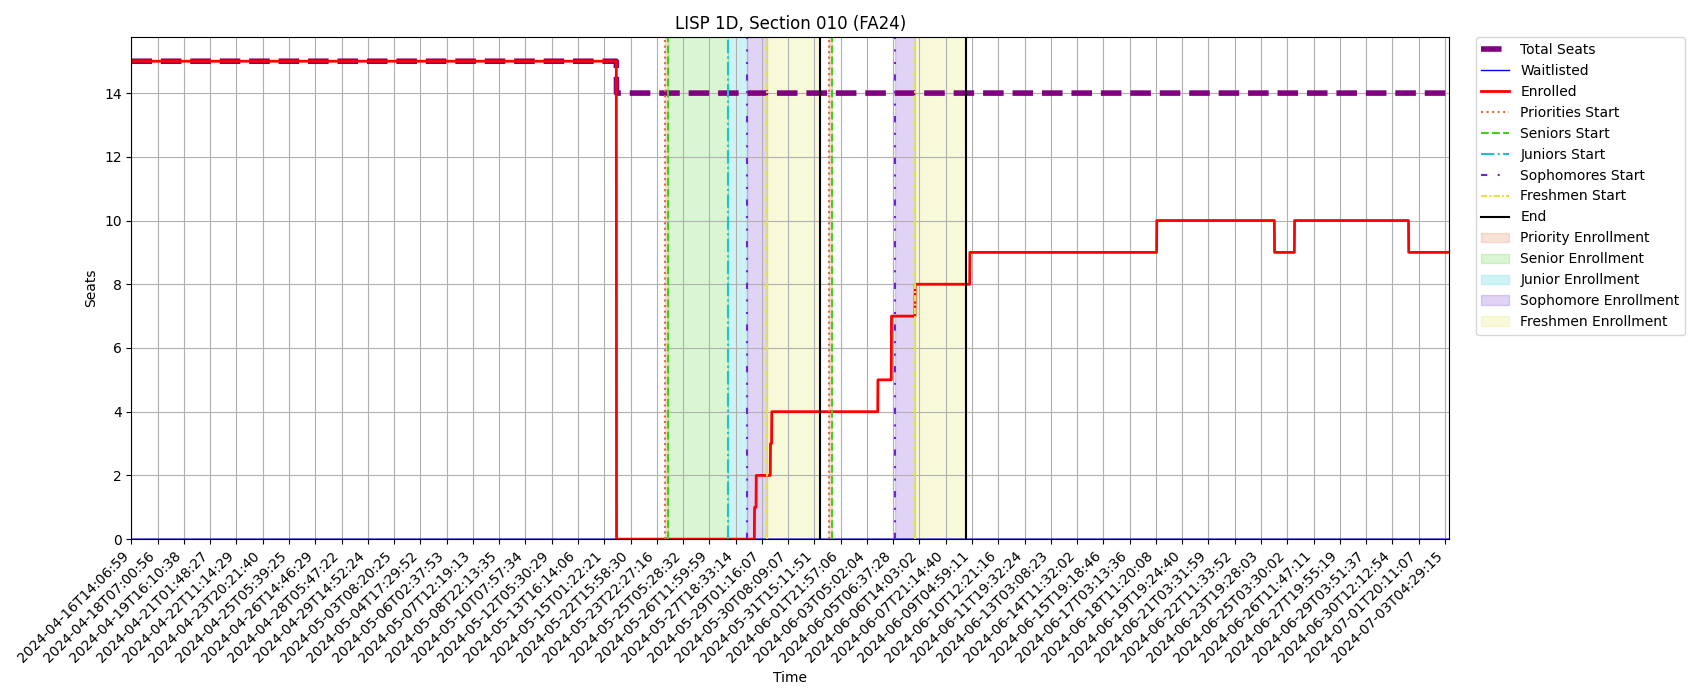 LISP 1D, Section 010 (FA24)
Seats
14
12
10
8
6
4
2
0
2024-04-16T14:06:59
2024-04-18T07:00:56
2024-04-19T16:10:38
2024-04-21T01:48:27
2024-04-22T11:14:29
2024-04-23T20:21:40
2024-04-25T05:39:25
2024-04-26T14:46:29
2024-04-28T05:47:22
2024-04-29T14:52:24
2024-05-03T08:20:25
2024-05-04T17:29:52
2024-05-06T02:37:53
2024-05-07T12:19:13
2024-05-08T22:13:35
2024-05-10T07:57:34
2024-05-12T05:30:29
2024-05-13T16:14:06
2024-05-15T01:22:21
2024-05-22T15:58:30
2024-05-23T22:27:16
2024-05-25T05:28:32
2024-05-26T11:59:59
2024-05-27T18:33:14
2024-05-29T01:16:07
2024-05-30T08:09:07
2024-05-31T15:11:51
2024-06-01T21:57:06
2024-06-03T05:02:04
2024-06-05T06:37:28
2024-06-06T14:03:02
2024-06-07T21:14:40
2024-06-09T04:59:11
2024-06-10T12:21:16
2024-06-11T19:32:24
2024-06-13T03:08:23
2024-06-14T11:32:02
2024-06-15T19:18:46
2024-06-17T03:13:36
2024-06-18T11:20:08
2024-06-19T19:24:40
2024-06-21T03:31:59
2024-06-22T11:33:52
2024-06-23T19:28:03
2024-06-25T03:30:02
2024-06-26T11:47:11
2024-06-27T19:55:19
2024-06-29T03:51:37
2024-06-30T12:12:54
2024-07-01T20:11:07
2024-07-03T04:29:15
Time
Total Seats
Waitlisted
Enrolled
Priorities Start
Seniors Start
Juniors Start
Sophomores Start
Freshmen Start
End
Priority Enrollment
Senior Enrollment
Junior Enrollment
Sophomore Enrollment
Freshmen Enrollment